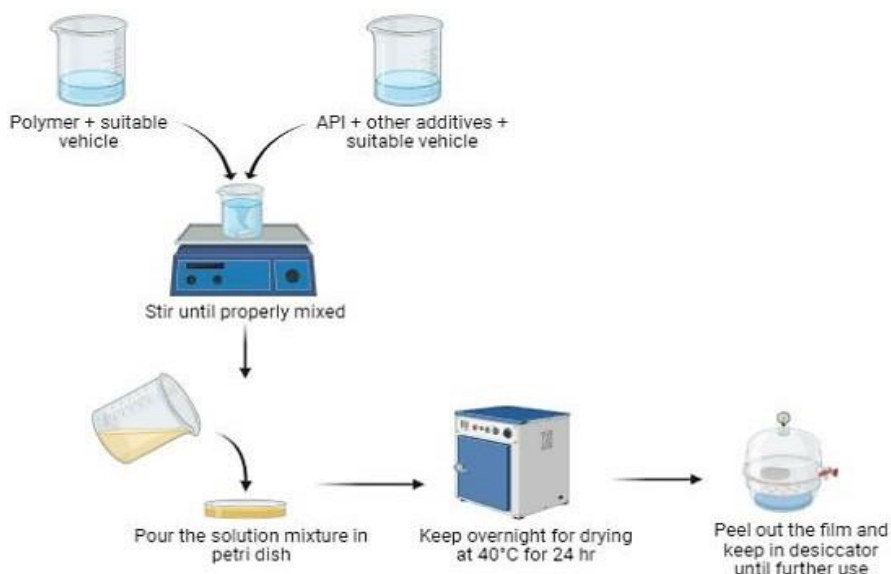 Polymer + suitable
vehicle
API + other additives +
suitable vehicle
Stir until properly mixed
Pour the solution mixture in
petri dish
Keep overnight for drying
at 40°C for 24 hr
Peel out the film and
keep in desiccator
until further use